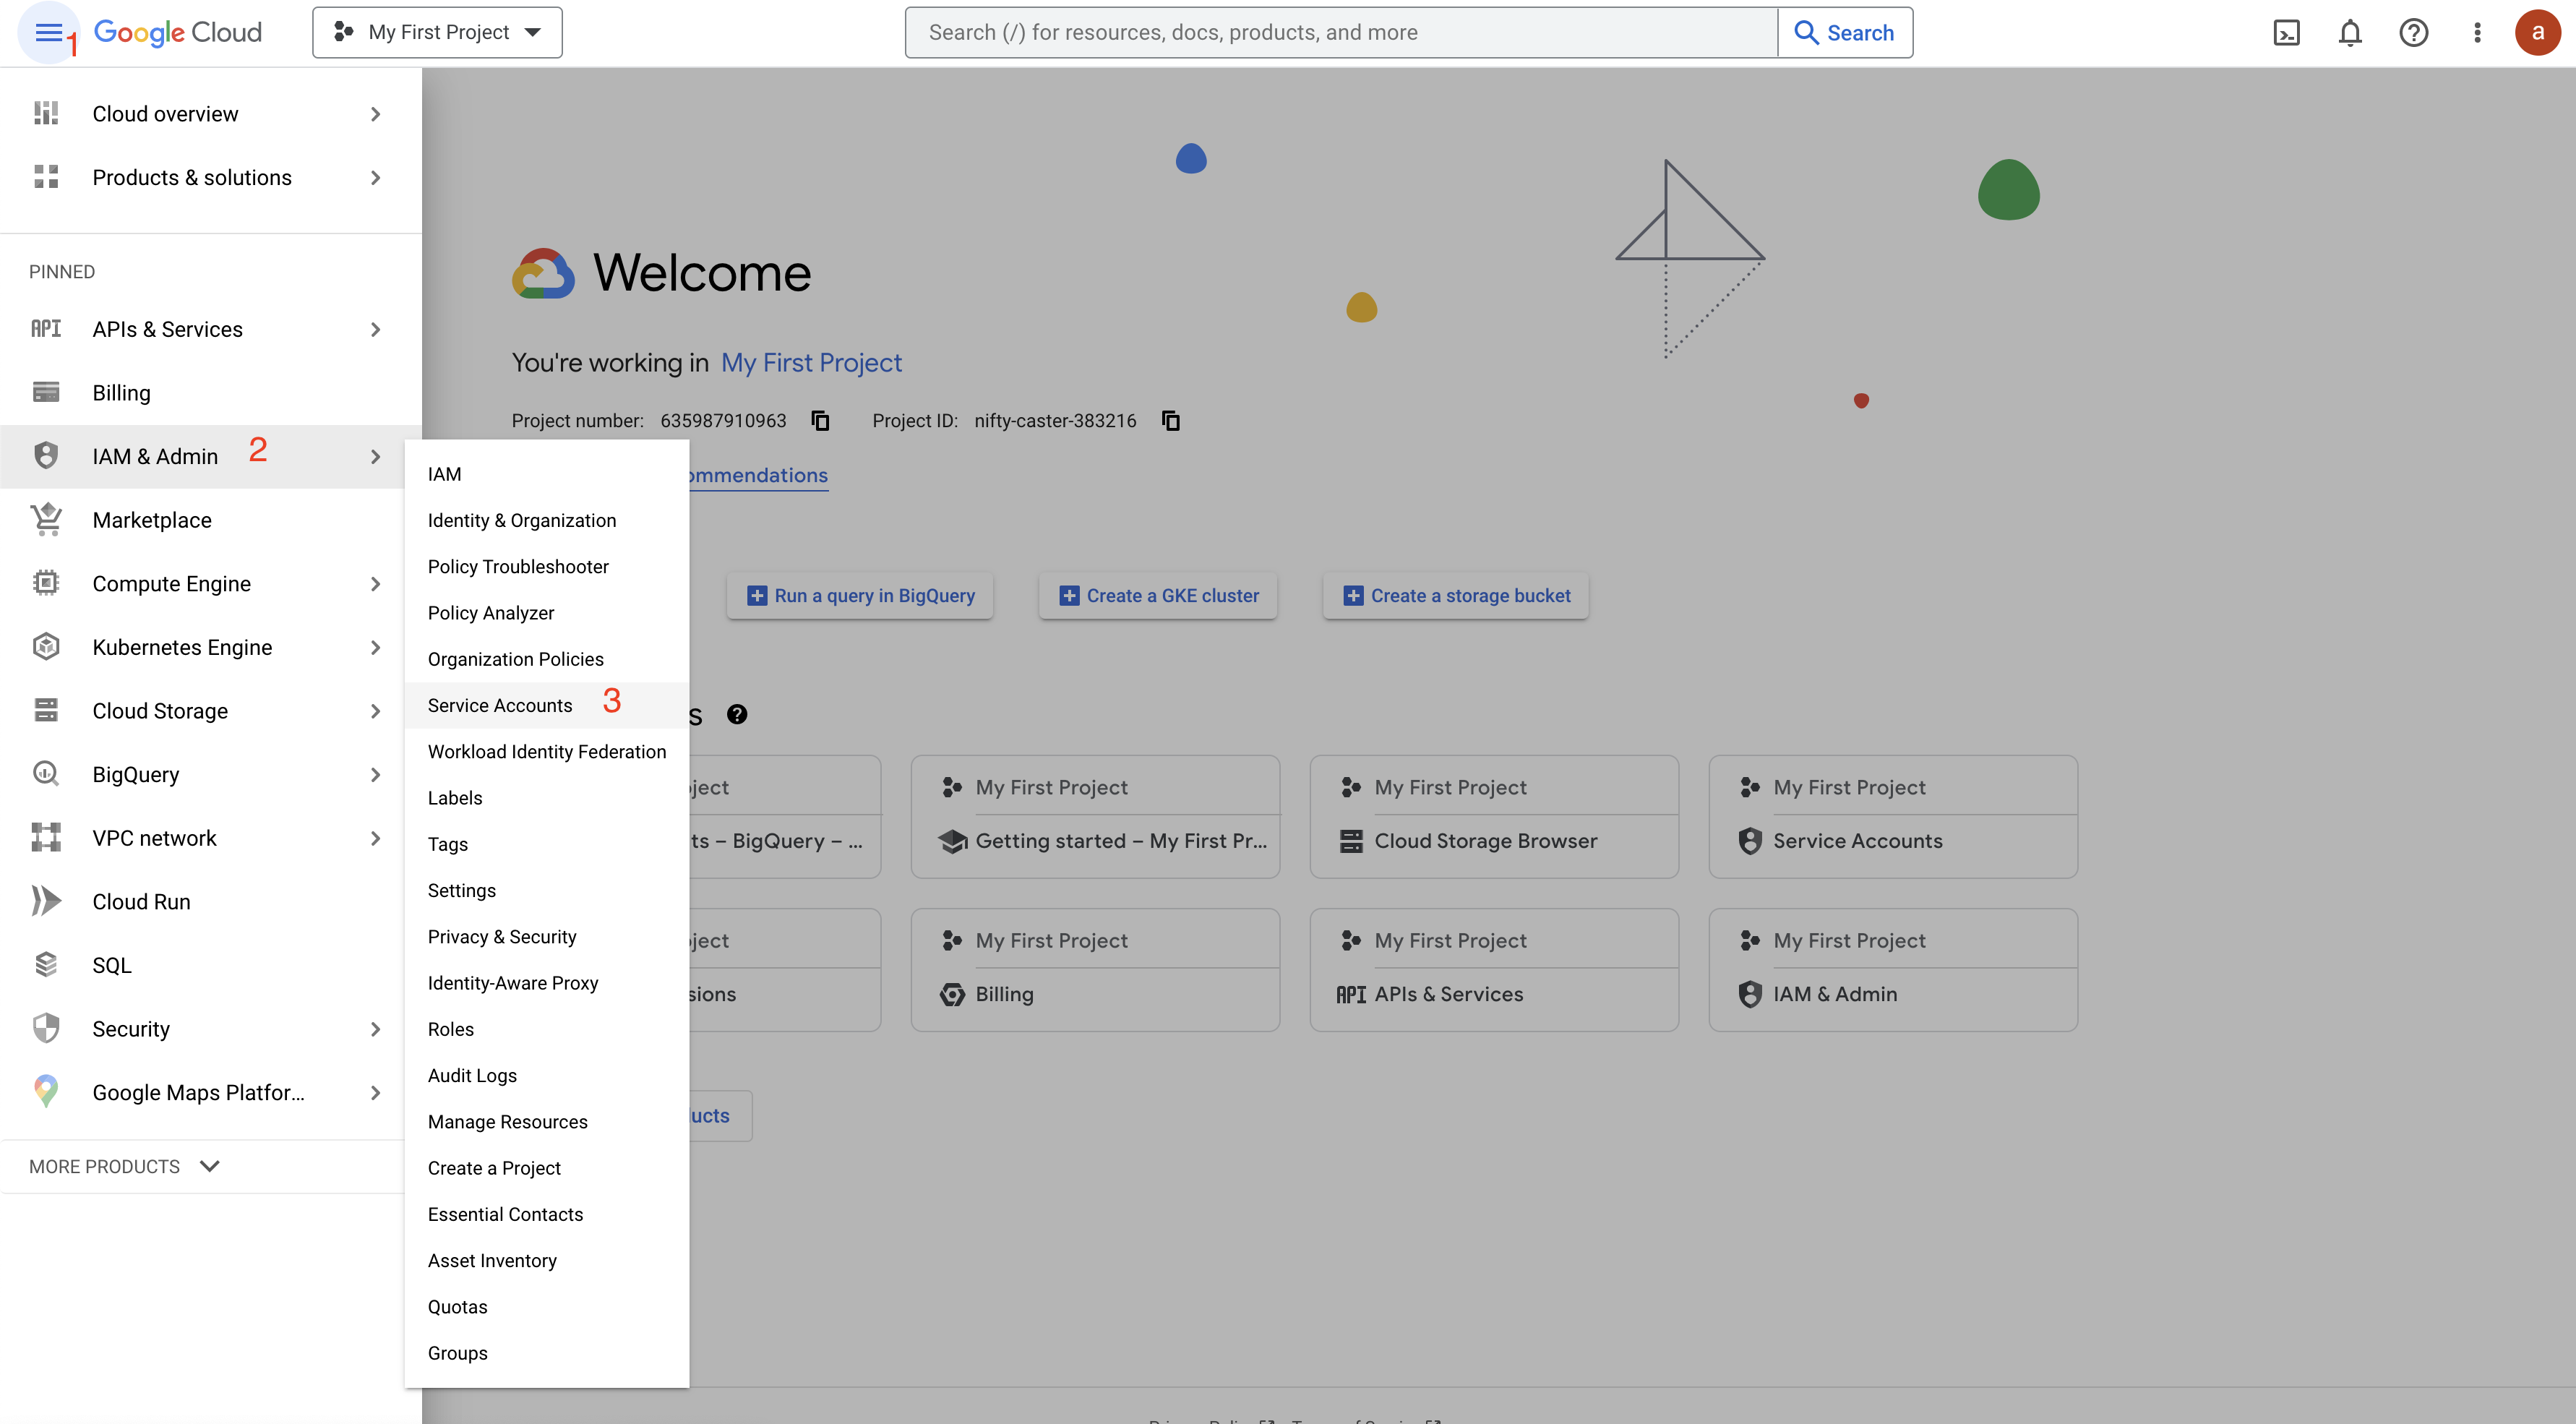 1
Google Cloud
My First Project
Search (/) for resources, docs, products, and more
Search
a
Cloud overview
Products & solutions
PINNED
API APIs & Services
Billing
IAM & Admin 2
Marketplace
Compute Engine
Kubernetes Engine
Cloud Storage
BigQuery
VPC network
Cloud Run
SQL
Security
Google Maps Platfor...
MORE PRODUCTS
IAM
Identity & Organization
Policy Troubleshooter
Policy Analyzer
Organization Policies
Service Accounts 3
Workload Identity Federation
Labels
Tags
Settings
Privacy & Security
Identity-Aware Proxy
Roles
Audit Logs
Manage Resources
Create a Project
Essential Contacts
Asset Inventory
Quotas
Groups
Welcome
You're working in My First Project
Project number: 635987910963 Project ID: nifty-caster-383216
ommendations
Run a query in BigQuery
Create a GKE cluster
Create a storage bucket
s
ject
ts – BigQuery – ...
My First Project
Getting started – My First Pr...
My First Project
Cloud Storage Browser
My First Project
Service Accounts
ject
sions
My First Project
Billing
My First Project
API APIs & Services
My First Project
IAM & Admin
ucts